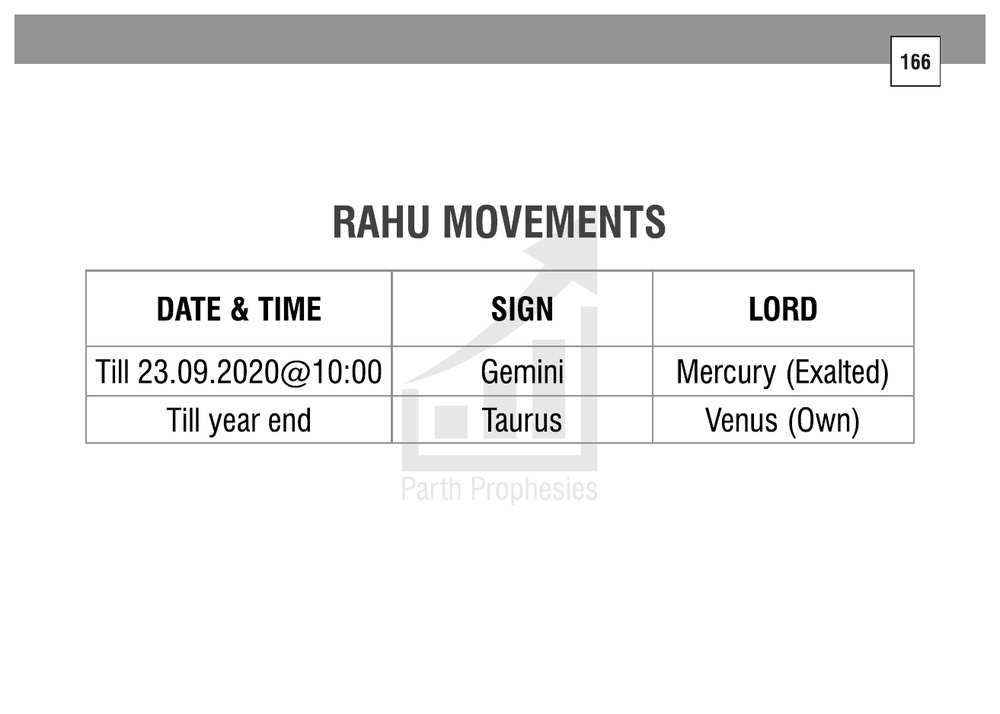 166
RAHU MOVEMENTS
DATE & TIME SIGN LORD
Till 23.09.2020@10:00 Gemini Mercury (Exalted)
Till year end Taurus Venus (Own)
Parth Prophesies